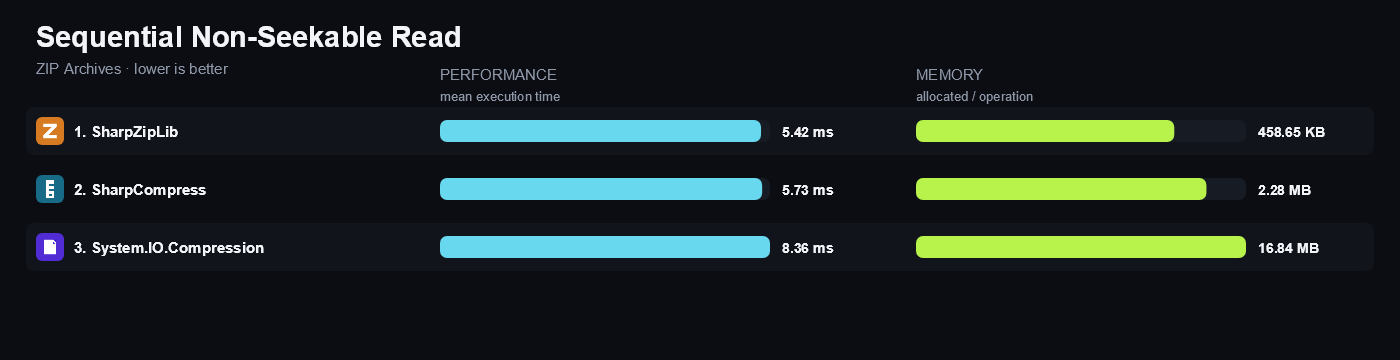 Sequential Non-Seekable Read
ZIP Archives · lower is better
PERFORMANCE
mean execution time
MEMORY
allocated / operation
Z 1. SharpZipLib 5.42 ms 458.65 KB
2. SharpCompress 5.73 ms 2.28 MB
3. System.IO.Compression 8.36 ms 16.84 MB